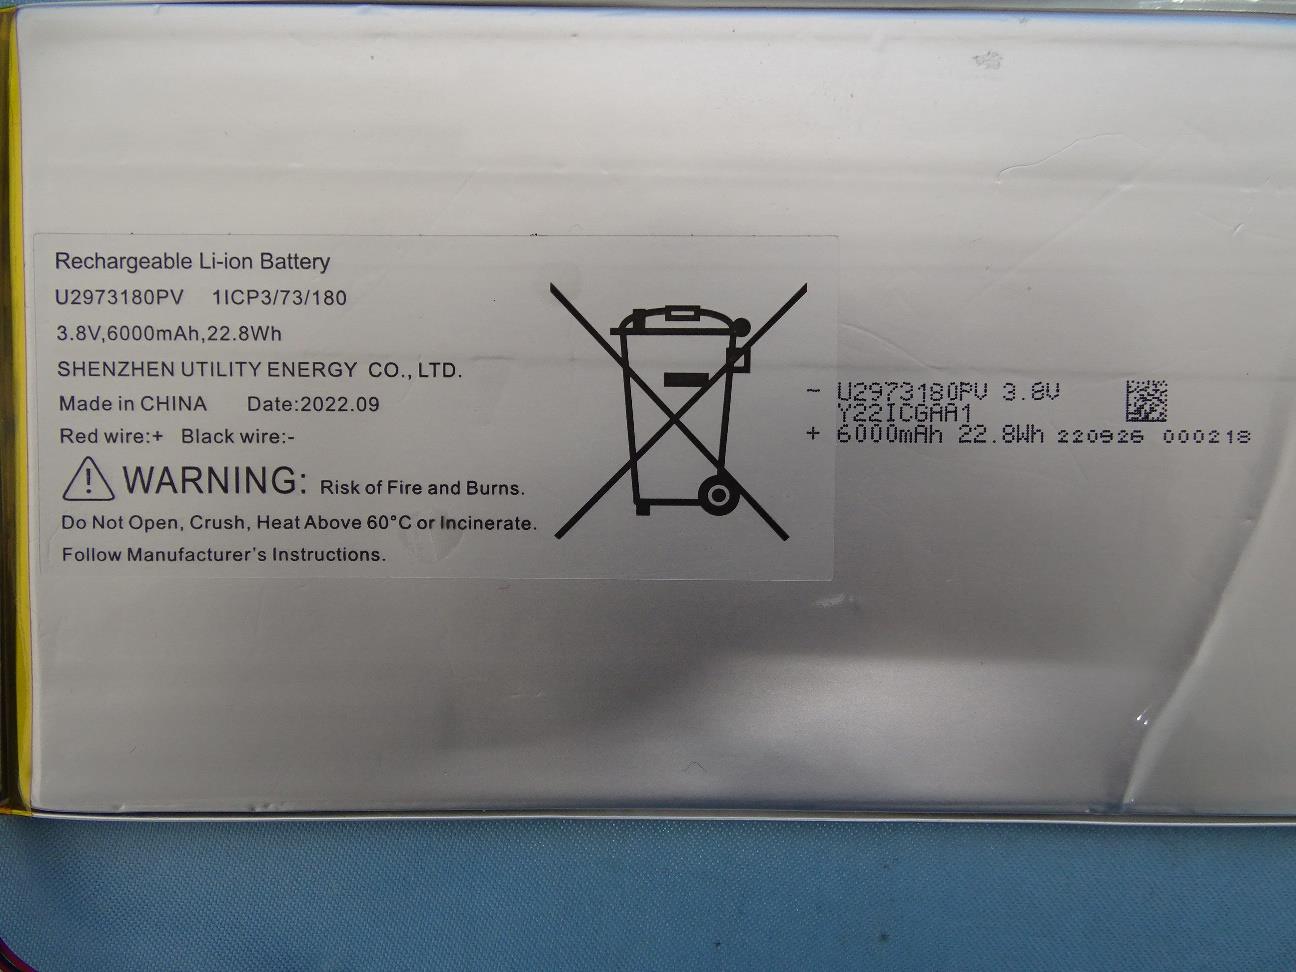 Rechargeable Li-ion Battery
U2973180PV 1ICP3/73/180
3.8V,6000mAh,22.8Wh
SHENZHEN UTILITY ENERGY CO., LTD.
Made in CHINA Date:2022.09
Red wire:+ Black wire:-
WARNING: Risk of Fire and Burns.
Do Not Open, Crush, Heat Above 60°C or Incinerate.
Follow Manufacturer's Instructions.
- U2973180PV 3.8V
Y22ICGAA1
+ 6000mAh 22.8Wh 220926 000218